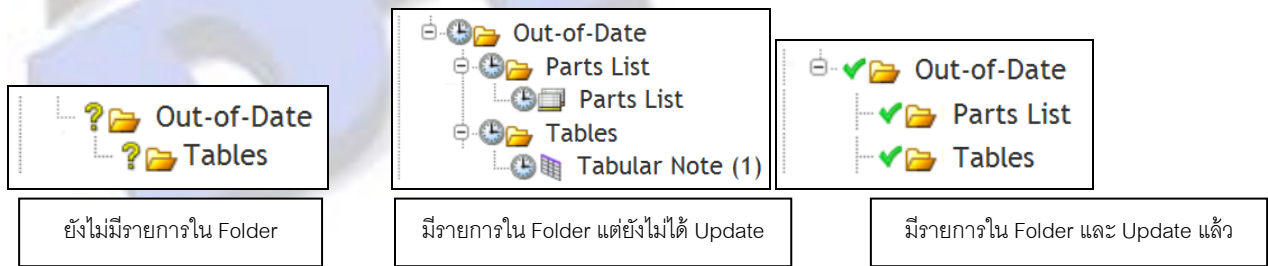 Out-of-Date
Tables
ยังไม่มีรายการใน Folder
Out-of-Date
Parts List
Parts List
Tables
Tabular Note (1)
มีรายการใน Folder แต่ยังไม่ได้ Update
Out-of-Date
Parts List
Tables
มีรายการใน Folder และ Update แล้ว